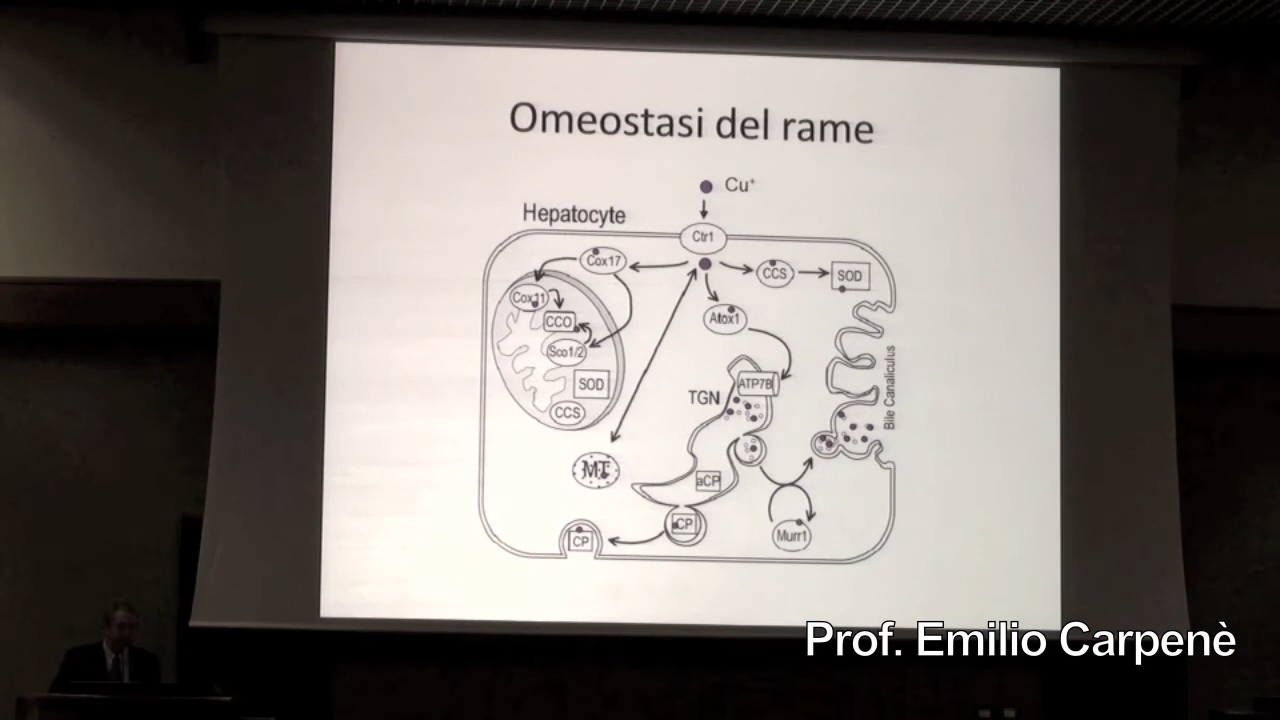 Omeostasi del rame
Cu⁺
Hepatocyte
Ctr1
Cox17
CCS
SOD
Cox11
Atox1
CCO
Sco1/2
ATP7B
SOD
TGN
CCS
Bile Canaliculus
MT
aCP
CP
CP
Murr1
Prof. Emilio Carpenè